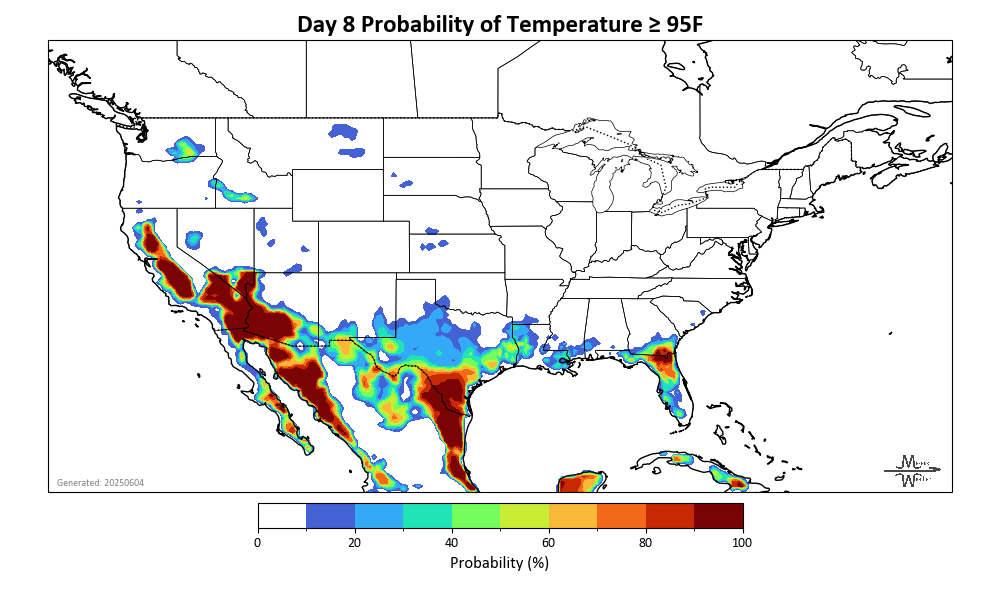 Day 8 Probability of Temperature ≥ 95F
Generated: 20250604
0 20 40 60 80 100
Probability (%)